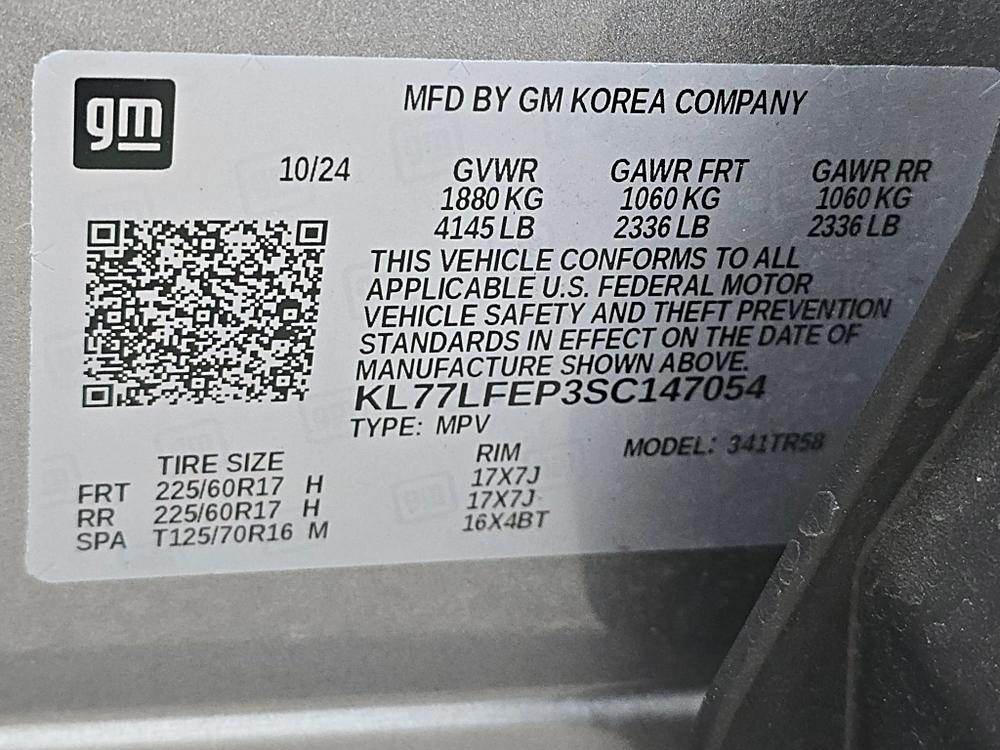 gm
MFD BY GM KOREA COMPANY
10/24 GVWR GAWR FRT GAWR RR
1880 KG 1060 KG 1060 KG
4145 LB 2336 LB 2336 LB
THIS VEHICLE CONFORMS TO ALL
APPLICABLE U.S. FEDERAL MOTOR
VEHICLE SAFETY AND THEFT PREVENTION
STANDARDS IN EFFECT ON THE DATE OF
MANUFACTURE SHOWN ABOVE.
KL77LFEP3SC147054
TYPE: MPV
MODEL: 341TR58
TIRE SIZE RIM
FRT 225/60R17 H 17X7J
RR 225/60R17 H 17X7J
SPA T125/70R16 M 16X4BT